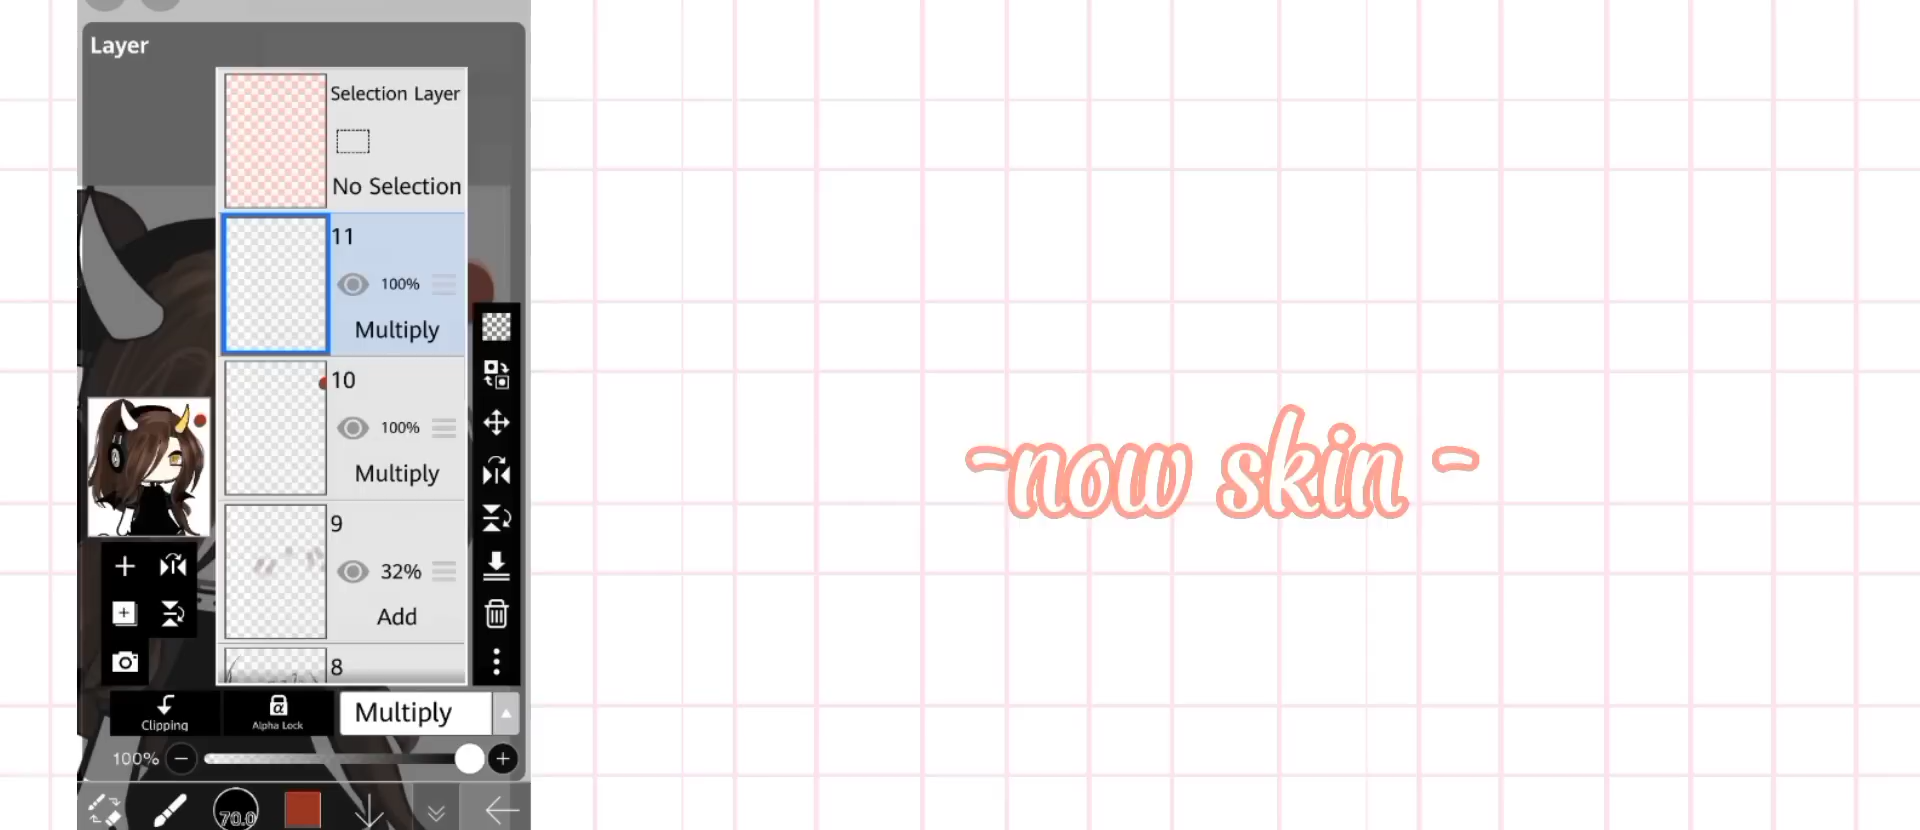 Layer
Selection Layer
No Selection
11
100%
Multiply
10
100%
Multiply
9
32%
Add
8
Clipping
α
Alpha Lock
Multiply
100%
70.0
-now skin -